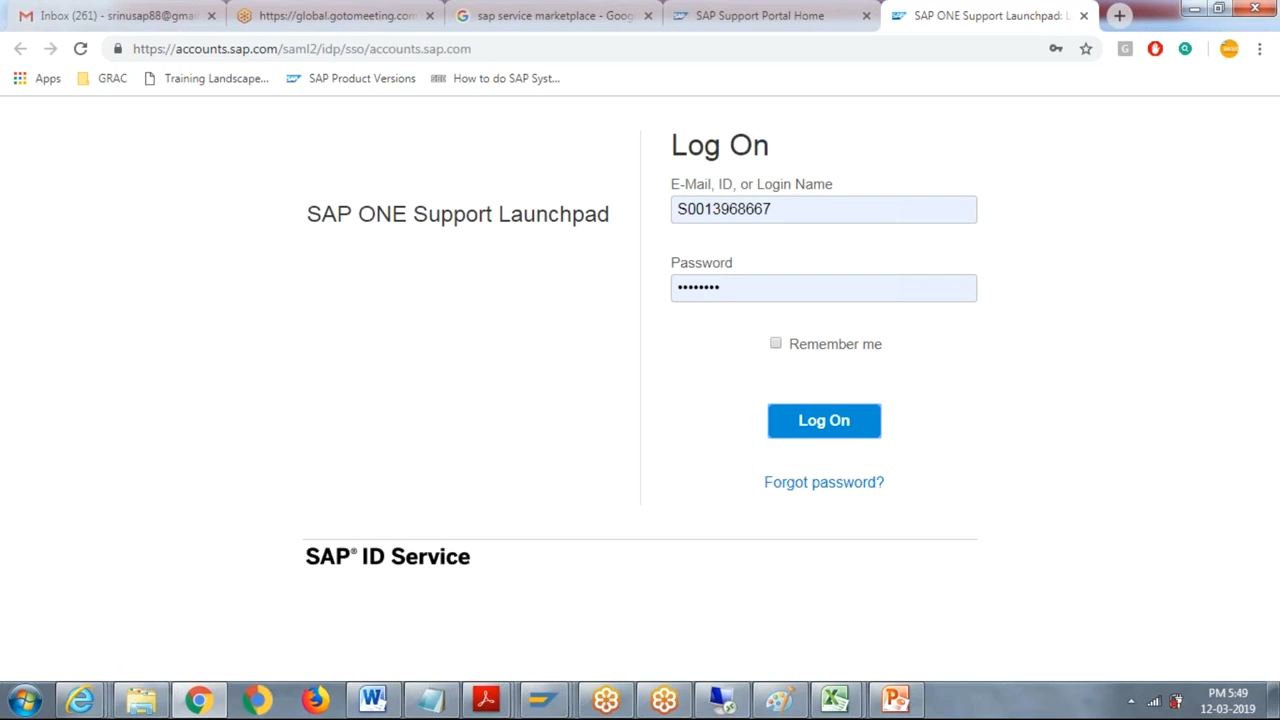 Inbox (261) - srinusap88@gmai
https://global.gotomeeting.com
sap service marketplace - Goog
SAP Support Portal Home
SAP ONE Support Launchpad: L
https://accounts.sap.com/saml2/idp/sso/accounts.sap.com
Apps
GRAC
Training Landscape...
SAP Product Versions
How to do SAP Syst...
Log On
E-Mail, ID, or Login Name
SAP ONE Support Launchpad
S0013968667
Password
••••••••
Remember me
Log On
Forgot password?
SAP® ID Service
PM 5:49
12-03-2019